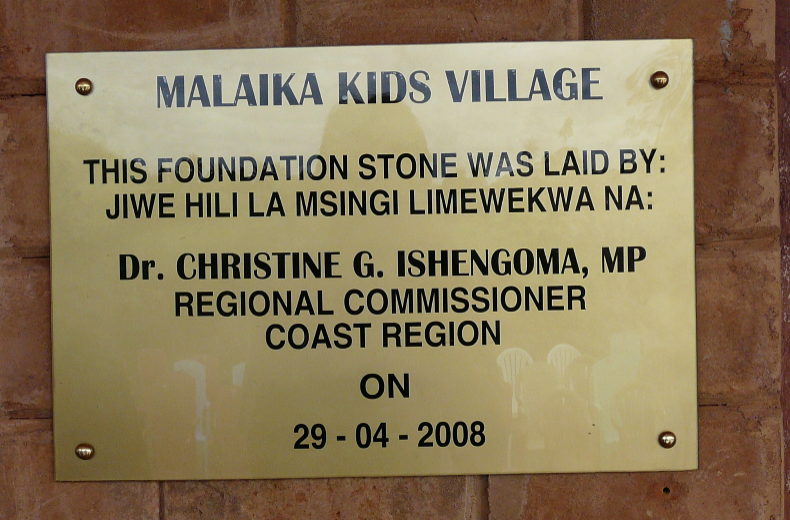 MALAIKA KIDS VILLAGE
THIS FOUNDATION STONE WAS LAID BY:
JIWE HILI LA MSINGI LIMEWEKWA NA:
Dr. CHRISTINE G. ISHENGOMA, MP
REGIONAL COMMISSIONER
COAST REGION
ON
29 - 04 - 2008